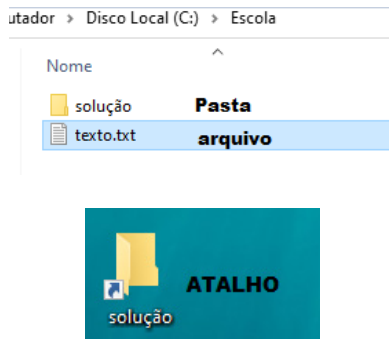 utador > Disco Local (C:) > Escola
Nome
solução Pasta
texto.txt arquivo
ATALHO
solução